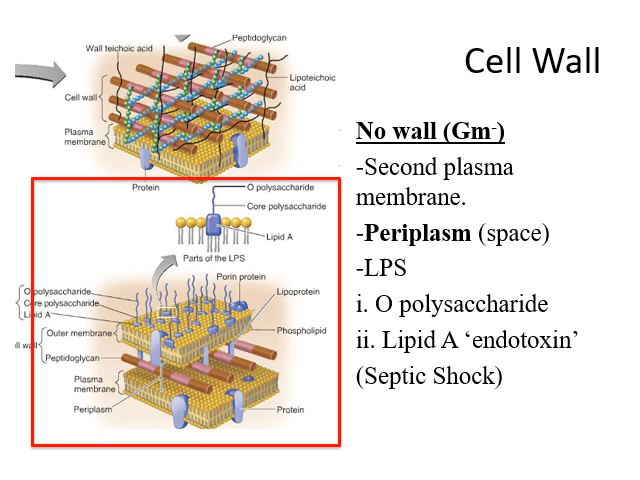 Cell Wall
Peptidoglycan
Wall teichoic acid
Lipoteichoic
acid
Cell wall
Plasma
membrane
Protein
O polysaccharide
Core polysaccharide
Lipid A
Parts of the LPS
Porin protein
O polysaccharide
Core polysaccharide
Lipid A
Lipoprotein
Outer membrane
Phospholipid
ll wall
Peptidoglycan
Plasma
membrane
Periplasm
Protein
No wall (Gm-)
-Second plasma
membrane.
-Periplasm (space)
-LPS
i. O polysaccharide
ii. Lipid A ‘endotoxin’
(Septic Shock)